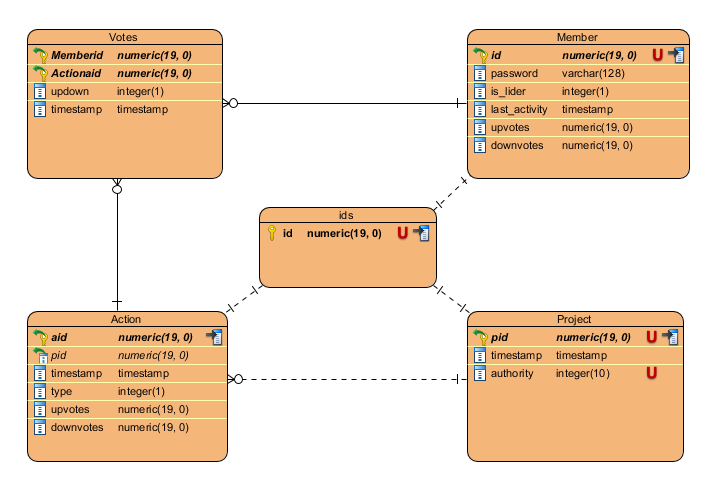 Votes
Memberid numeric(19, 0)
Actionaid numeric(19, 0)
updown integer(1)
timestamp timestamp
Member
id numeric(19, 0) U
password varchar(128)
is_lider integer(1)
last_activity timestamp
upvotes numeric(19, 0)
downvotes numeric(19, 0)
ids
id numeric(19, 0) U
Action
aid numeric(19, 0)
pid numeric(19, 0)
timestamp timestamp
type integer(1)
upvotes numeric(19, 0)
downvotes numeric(19, 0)
Project
pid numeric(19, 0) U
timestamp timestamp
authority integer(10) U